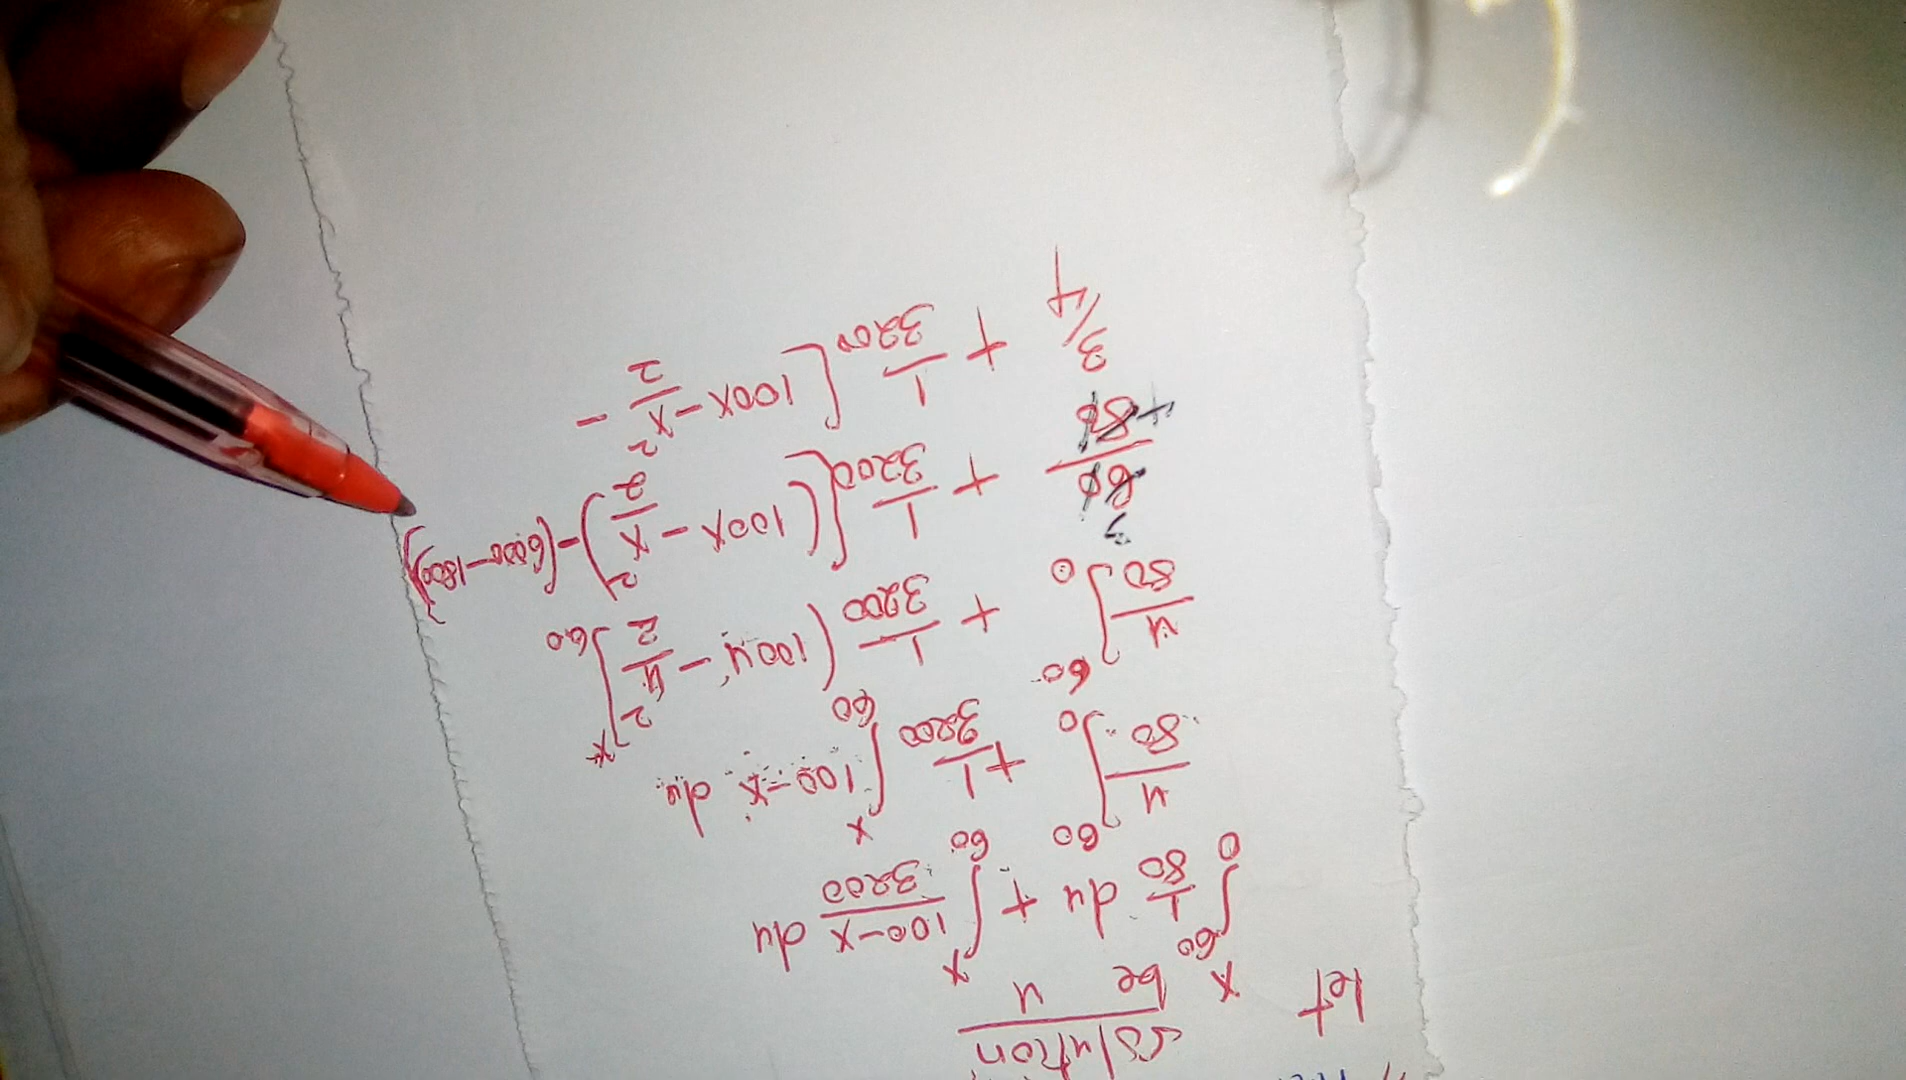 solution
let x be u
∫₀⁶⁰ 1/80 du + ∫₆₀ˣ 100-x/3200 du
u/80 ]₀⁶⁰ + 1/3200 ∫₆₀ˣ 100-x du
u/80 ]₀⁶⁰ + 1/3200 (100u - u²/2 ]₆₀ˣ
60/80 + 1/3200 [(100x - x²/2) - (6000-1800)]
3/4 + 1/3200 [100x - x²/2 -